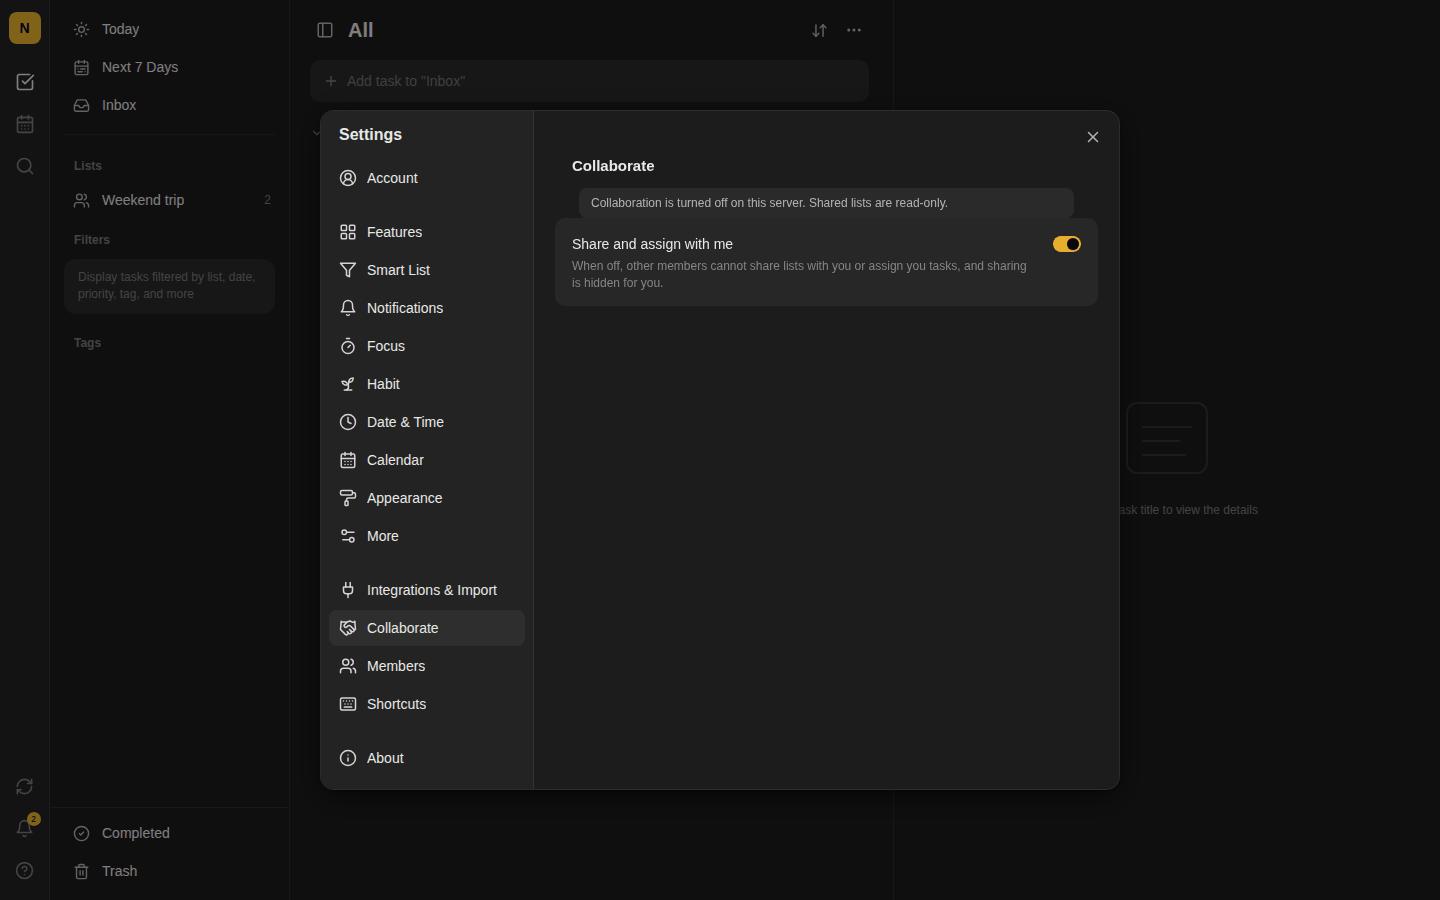 N
Today
Next 7 Days
Inbox
Lists
Weekend trip 2
Filters
Display tasks filtered by list, date,
priority, tag, and more
Tags
2
Completed
Trash
All
Add task to "Inbox"
Settings
Account
Features
Smart List
Notifications
Focus
Habit
Date & Time
Calendar
Appearance
More
Integrations & Import
Collaborate
Members
Shortcuts
About
Collaborate
Collaboration is turned off on this server. Shared lists are read-only.
Share and assign with me
When off, other members cannot share lists with you or assign you tasks, and sharing
is hidden for you.
title to view the details